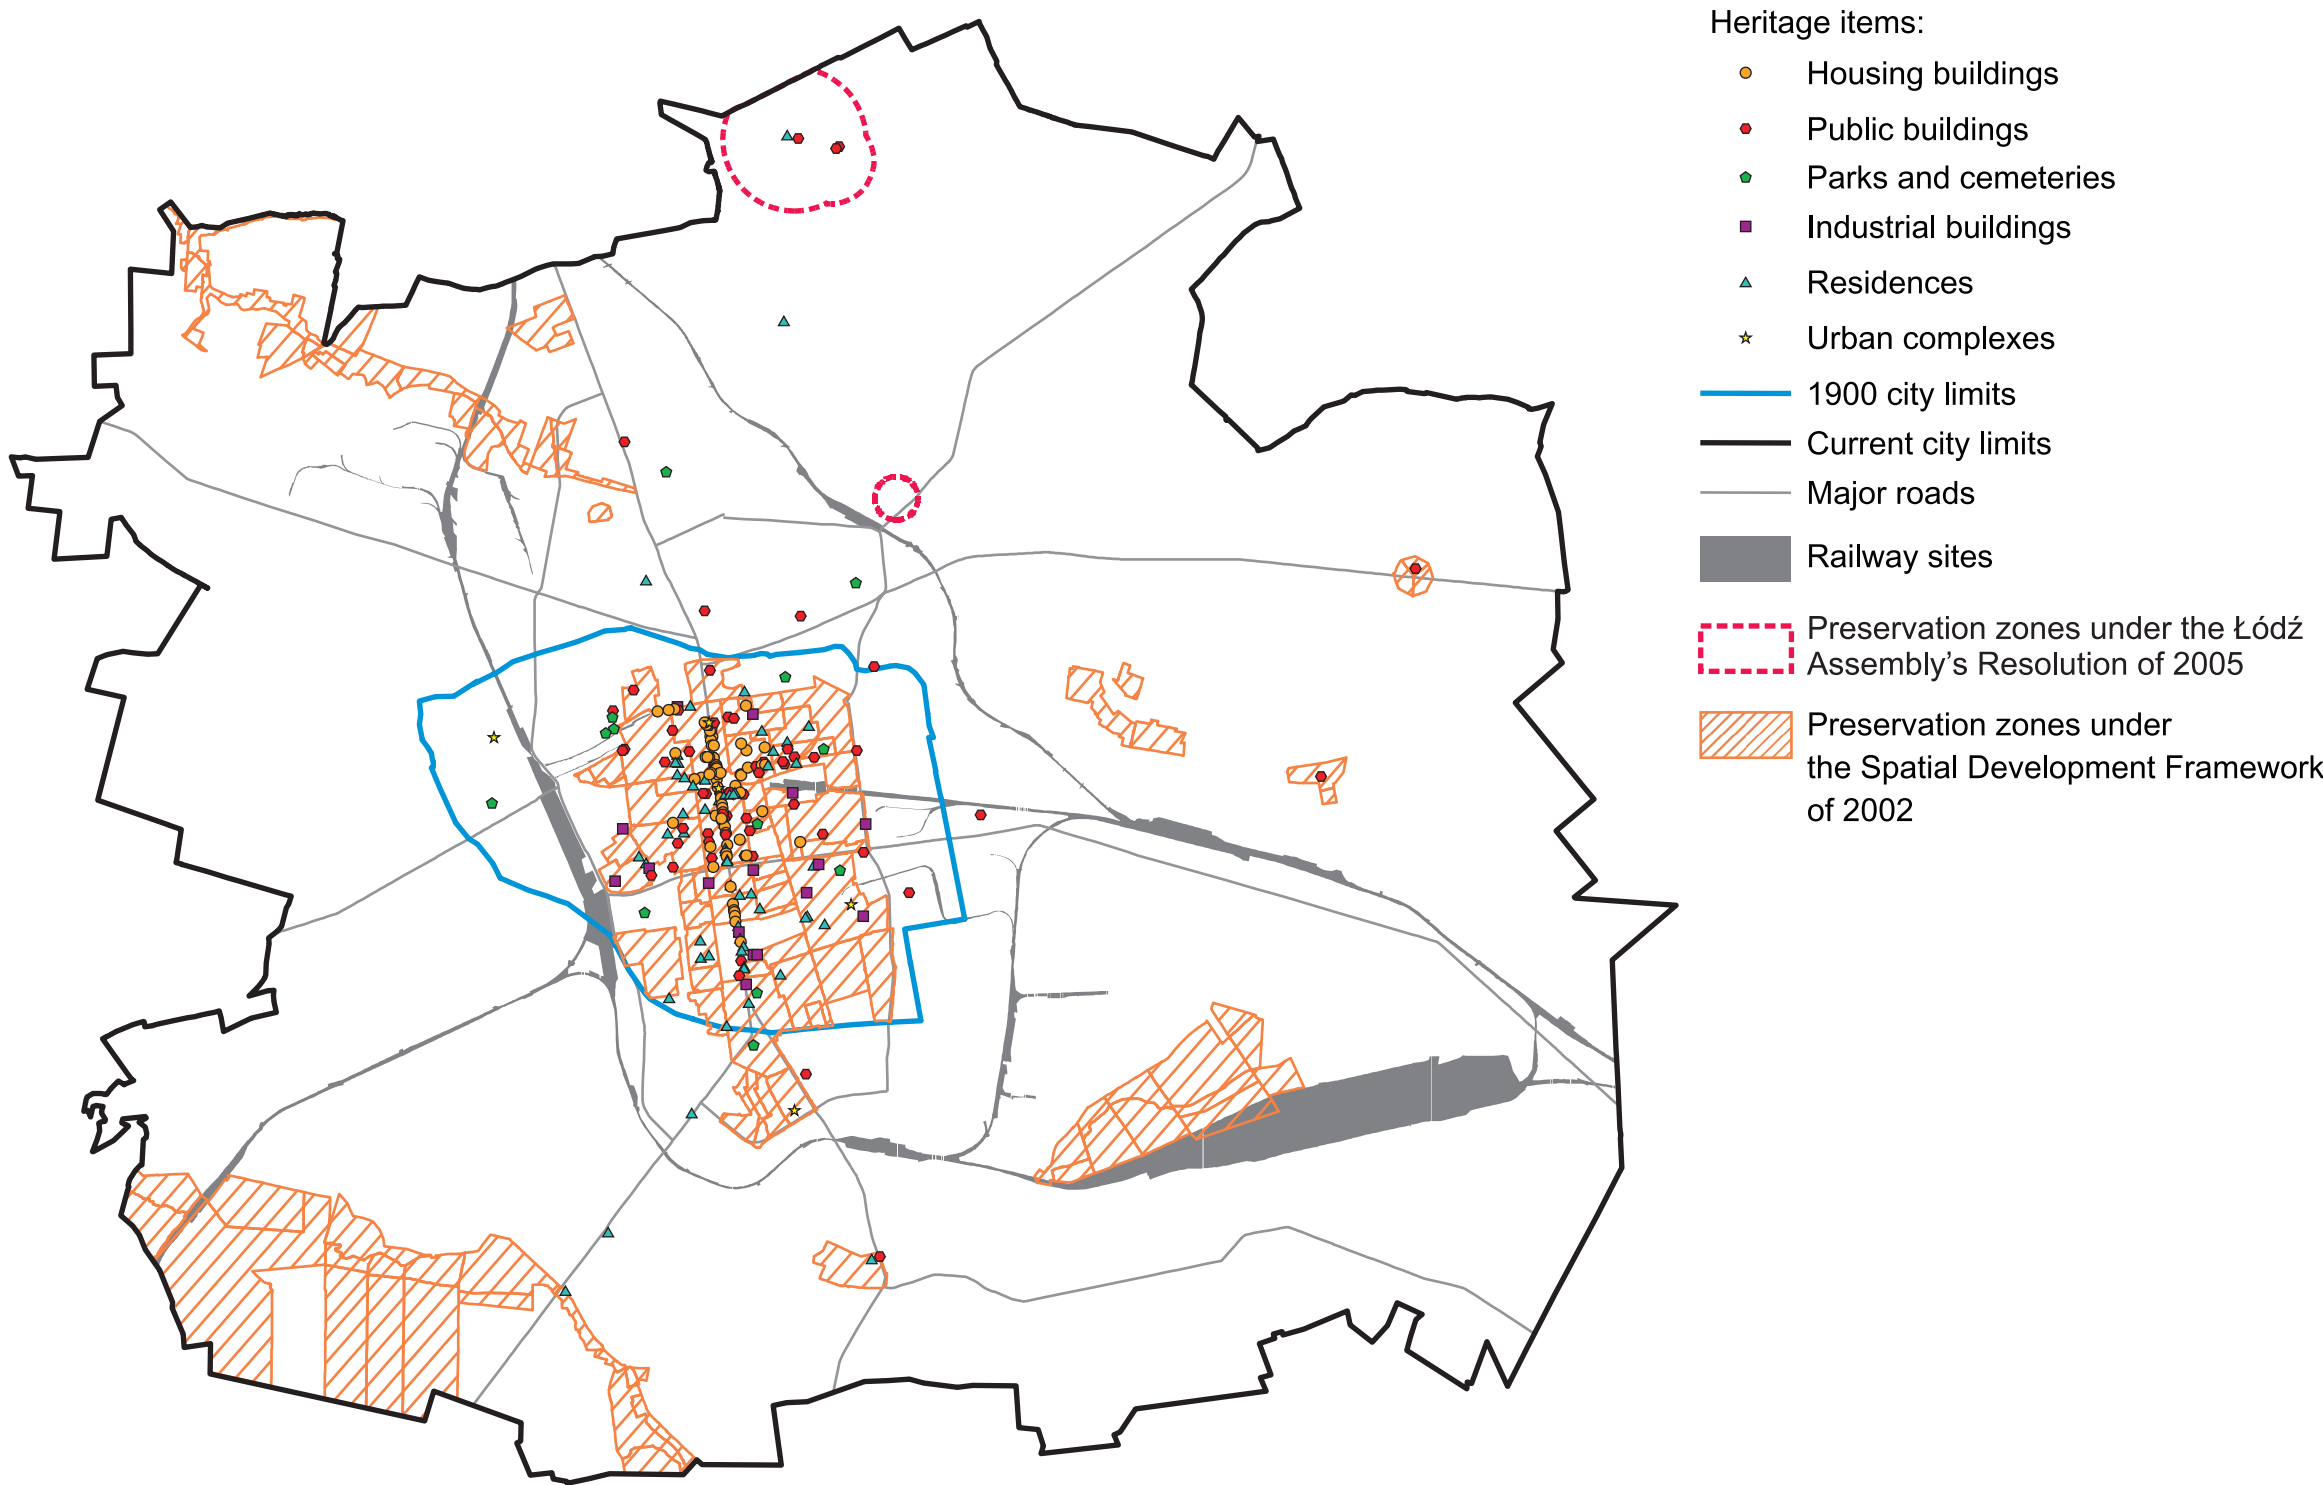 Heritage items:
Housing buildings
Public buildings
Parks and cemeteries
Industrial buildings
Residences
Urban complexes
1900 city limits
Current city limits
Major roads
Railway sites
Preservation zones under the Łódź
Assembly’s Resolution of 2005
Preservation zones under
the Spatial Development Framework
of 2002